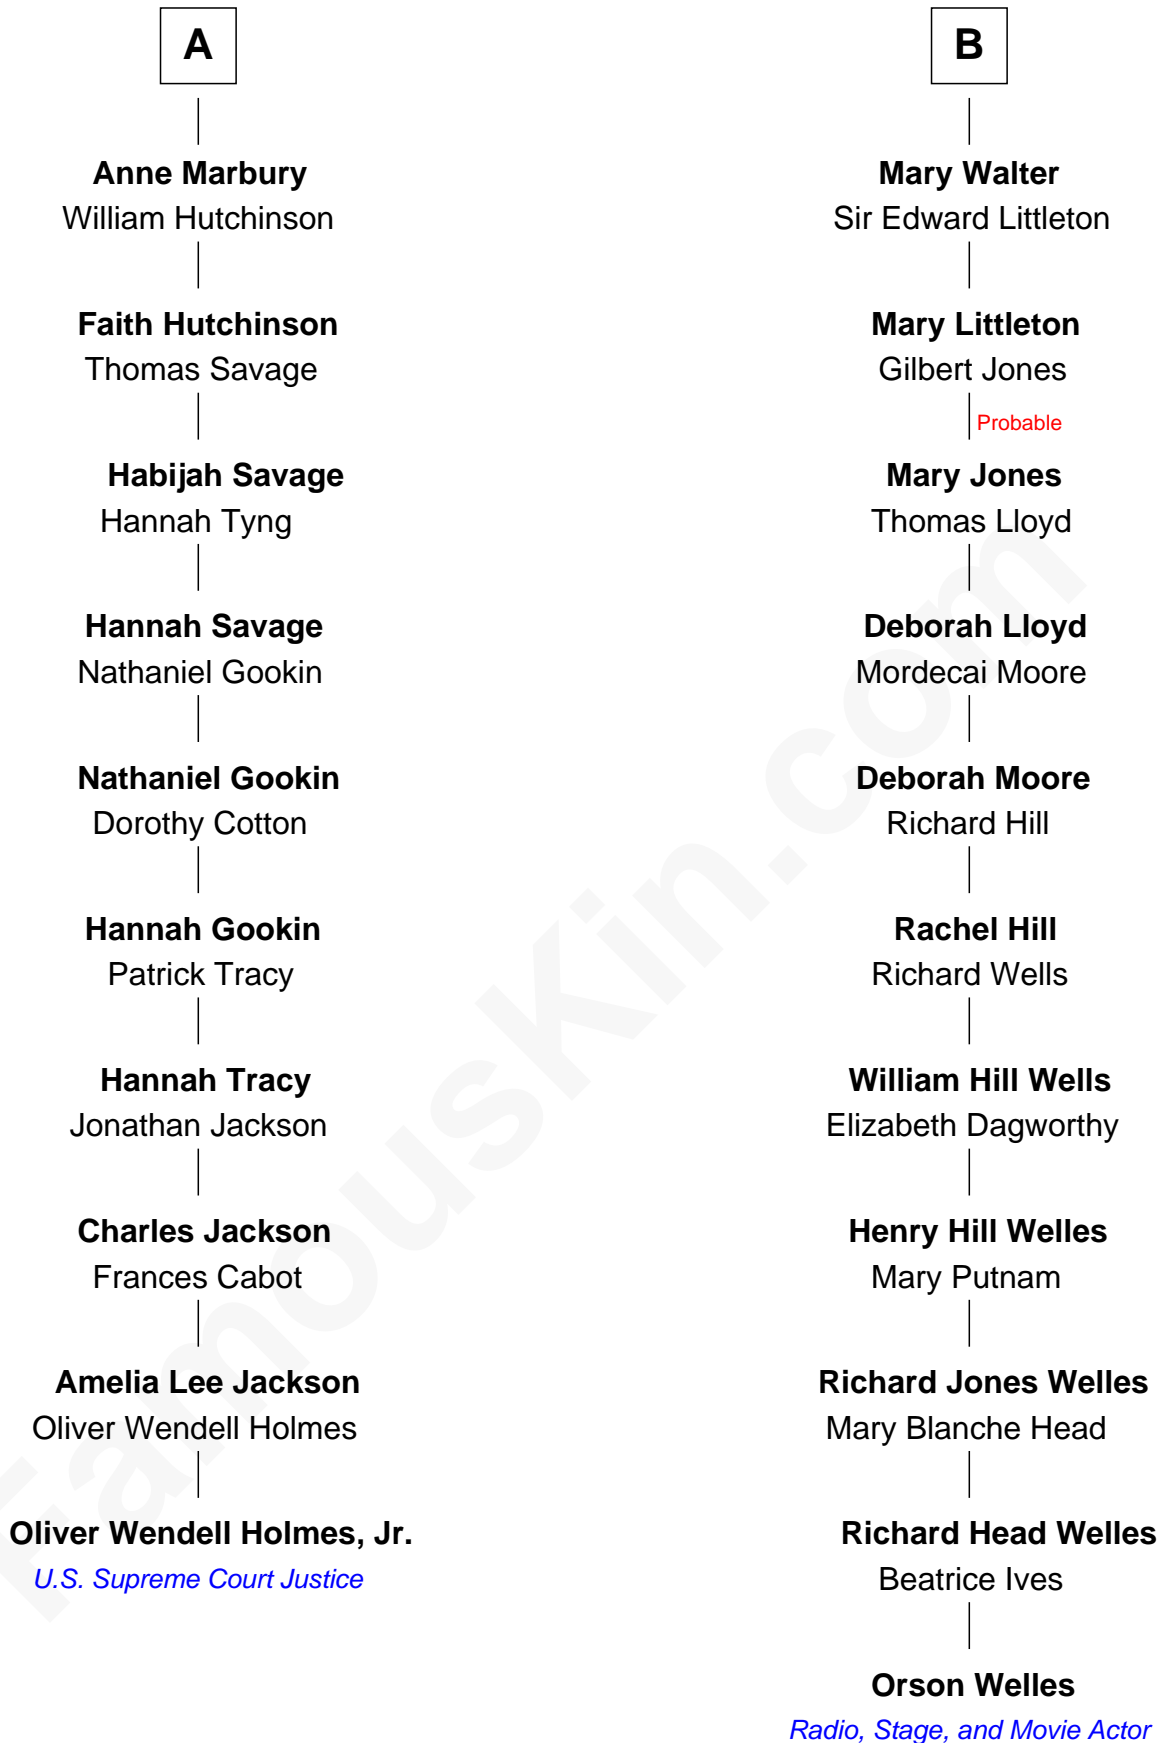 A
Anne Marbury
William Hutchinson
Faith Hutchinson
Thomas Savage
Habijah Savage
Hannah Tyng
Hannah Savage
Nathaniel Gookin
Nathaniel Gookin
Dorothy Cotton
Hannah Gookin
Patrick Tracy
Hannah Tracy
Jonathan Jackson
Charles Jackson
Frances Cabot
Amelia Lee Jackson
Oliver Wendell Holmes
Oliver Wendell Holmes, Jr.
U.S. Supreme Court Justice
B
Mary Walter
Sir Edward Littleton
Mary Littleton
Gilbert Jones
Probable
Mary Jones
Thomas Lloyd
Deborah Lloyd
Mordecai Moore
Deborah Moore
Richard Hill
Rachel Hill
Richard Wells
William Hill Wells
Elizabeth Dagworthy
Henry Hill Welles
Mary Putnam
Richard Jones Welles
Mary Blanche Head
Richard Head Welles
Beatrice Ives
Orson Welles
Radio, Stage, and Movie Actor
FamousKin.com